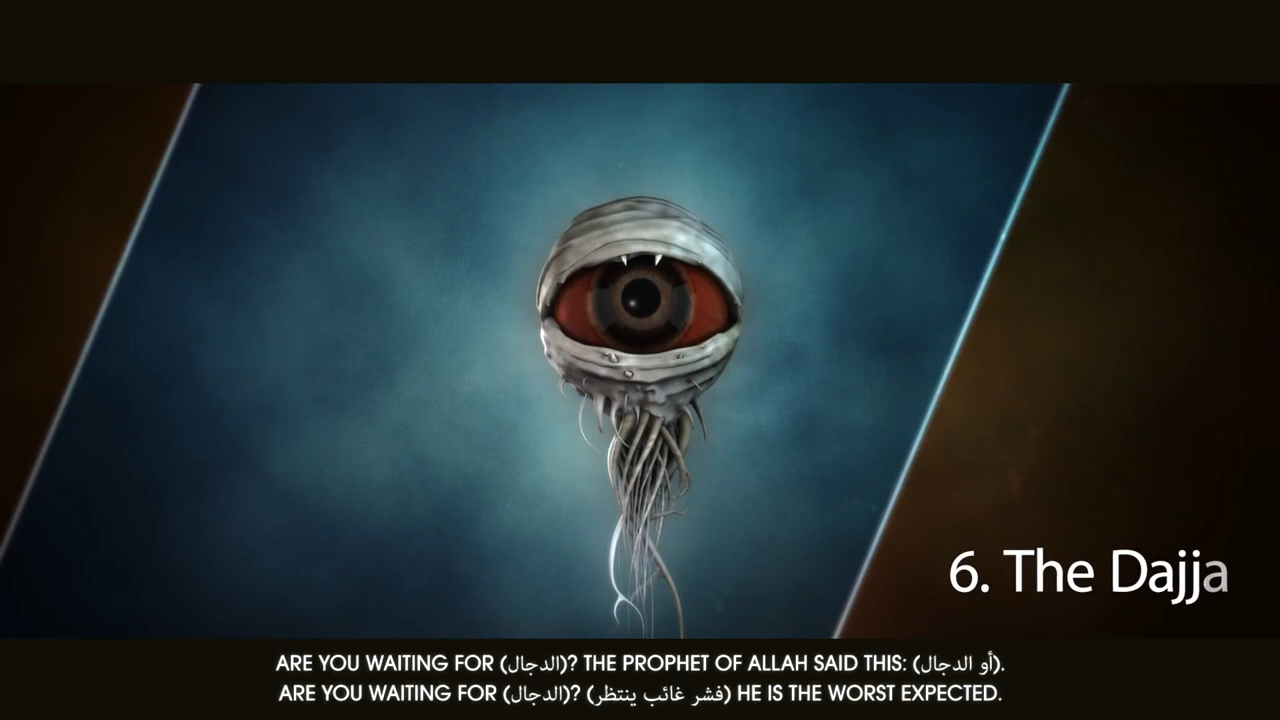 6. The Dajja
ARE YOU WAITING FOR (الدجال)? THE PROPHET OF ALLAH SAID THIS: (أو الدجال).
ARE YOU WAITING FOR (الدجال)? (فشر غائب ينتظر) HE IS THE WORST EXPECTED.